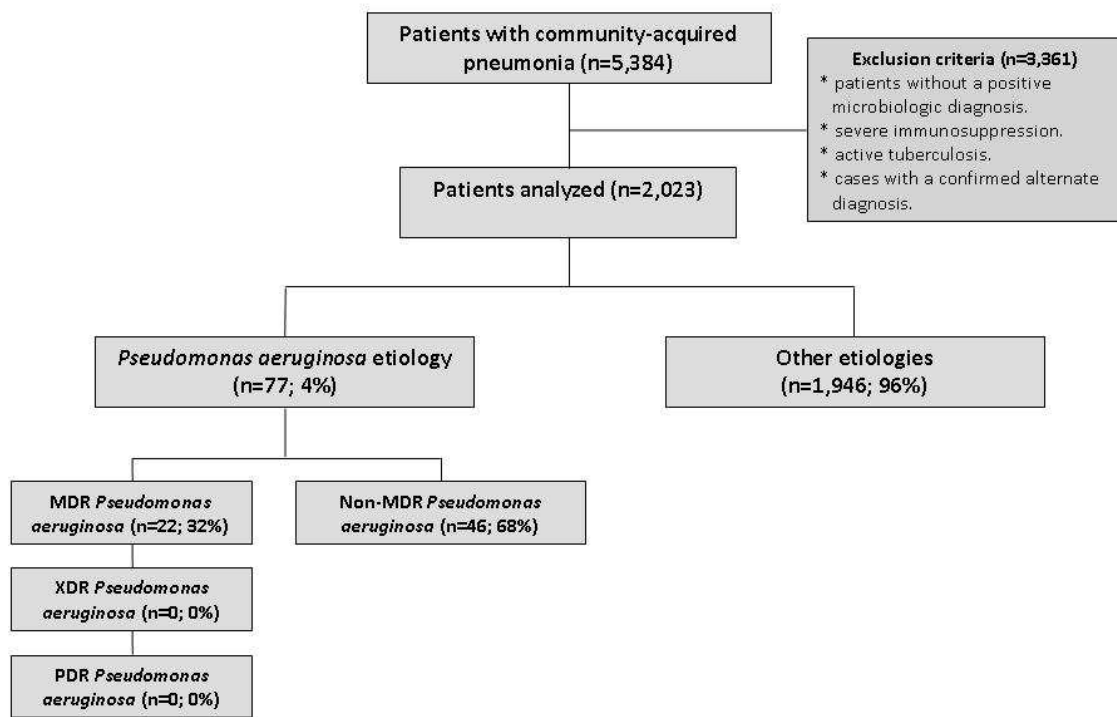 Patients with community-acquired
pneumonia (n=5,384)
Exclusion criteria (n=3,361)
* patients without a positive
microbiologic diagnosis.
* severe immunosuppression.
* active tuberculosis.
* cases with a confirmed alternate
diagnosis.
Patients analyzed (n=2,023)
Pseudomonas aeruginosa etiology
(n=77; 4%)
Other etiologies
(n=1,946; 96%)
MDR Pseudomonas
aeruginosa (n=22; 32%)
Non-MDR Pseudomonas
aeruginosa (n=46; 68%)
XDR Pseudomonas
aeruginosa (n=0; 0%)
PDR Pseudomonas
aeruginosa (n=0; 0%)